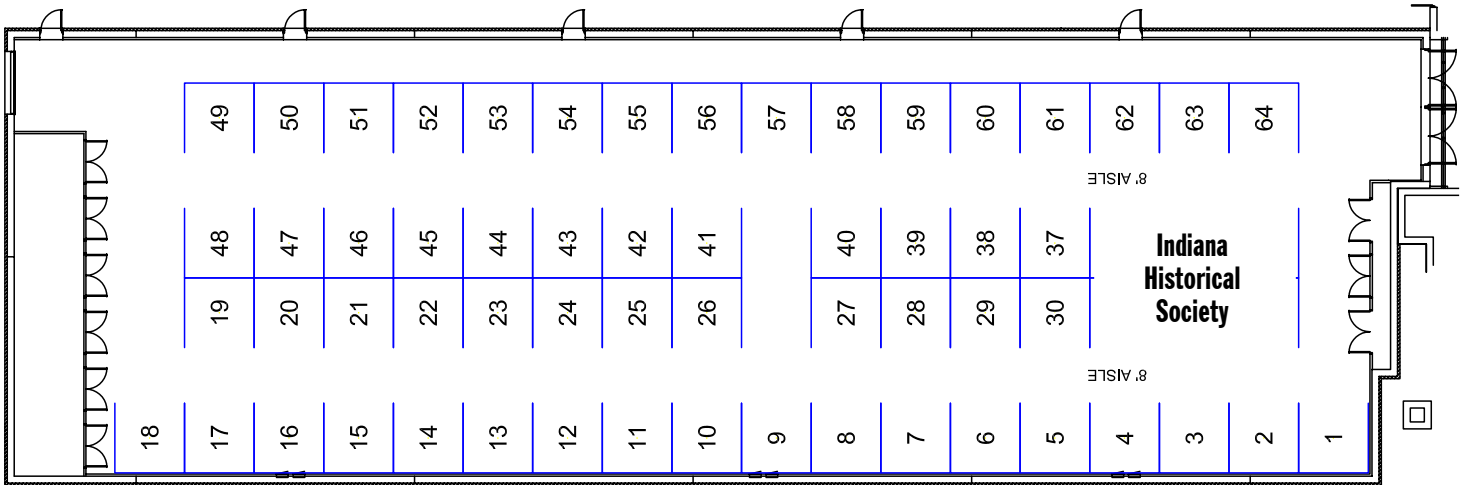 49 50 51 52 53 54 55 56 57 58 59 60 61 62 63 64
8' AISLE
48 47 46 45 44 43 42 41 40 39 38 37
Indiana
Historical
Society
19 20 21 22 23 24 25 26 27 28 29 30
8' AISLE
18 17 16 15 14 13 12 11 10 9 8 7 6 5 4 3 2 1